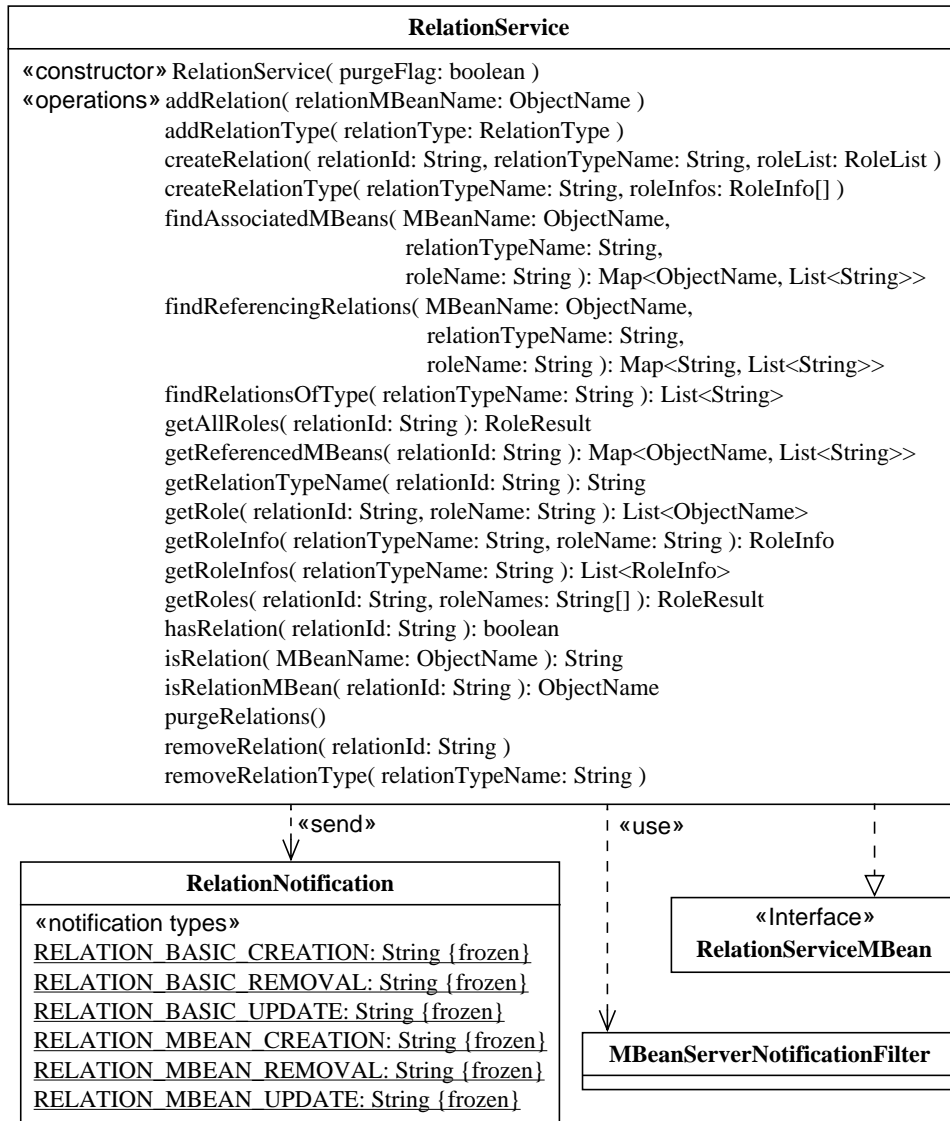 RelationService
«constructor» RelationService( purgeFlag: boolean )
«operations» addRelation( relationMBeanName: ObjectName )
addRelationType( relationType: RelationType )
createRelation( relationId: String, relationTypeName: String, roleList: RoleList )
createRelationType( relationTypeName: String, roleInfos: RoleInfo[] )
findAssociatedMBeans( MBeanName: ObjectName,
relationTypeName: String,
roleName: String ): Map<ObjectName, List<String>>
findReferencingRelations( MBeanName: ObjectName,
relationTypeName: String,
roleName: String ): Map<String, List<String>>
findRelationsOfType( relationTypeName: String ): List<String>
getAllRoles( relationId: String ): RoleResult
getReferencedMBeans( relationId: String ): Map<ObjectName, List<String>>
getRelationTypeName( relationId: String ): String
getRole( relationId: String, roleName: String ): List<ObjectName>
getRoleInfo( relationTypeName: String, roleName: String ): RoleInfo
getRoleInfos( relationTypeName: String ): List<RoleInfo>
getRoles( relationId: String, roleNames: String[] ): RoleResult
hasRelation( relationId: String ): boolean
isRelation( MBeanName: ObjectName ): String
isRelationMBean( relationId: String ): ObjectName
purgeRelations()
removeRelation( relationId: String )
removeRelationType( relationTypeName: String )
«send»
«use»
RelationNotification
«notification types»
RELATION_BASIC_CREATION: String {frozen}
RELATION_BASIC_REMOVAL: String {frozen}
RELATION_BASIC_UPDATE: String {frozen}
RELATION_MBEAN_CREATION: String {frozen}
RELATION_MBEAN_REMOVAL: String {frozen}
RELATION_MBEAN_UPDATE: String {frozen}
«Interface»
RelationServiceMBean
MBeanServerNotificationFilter